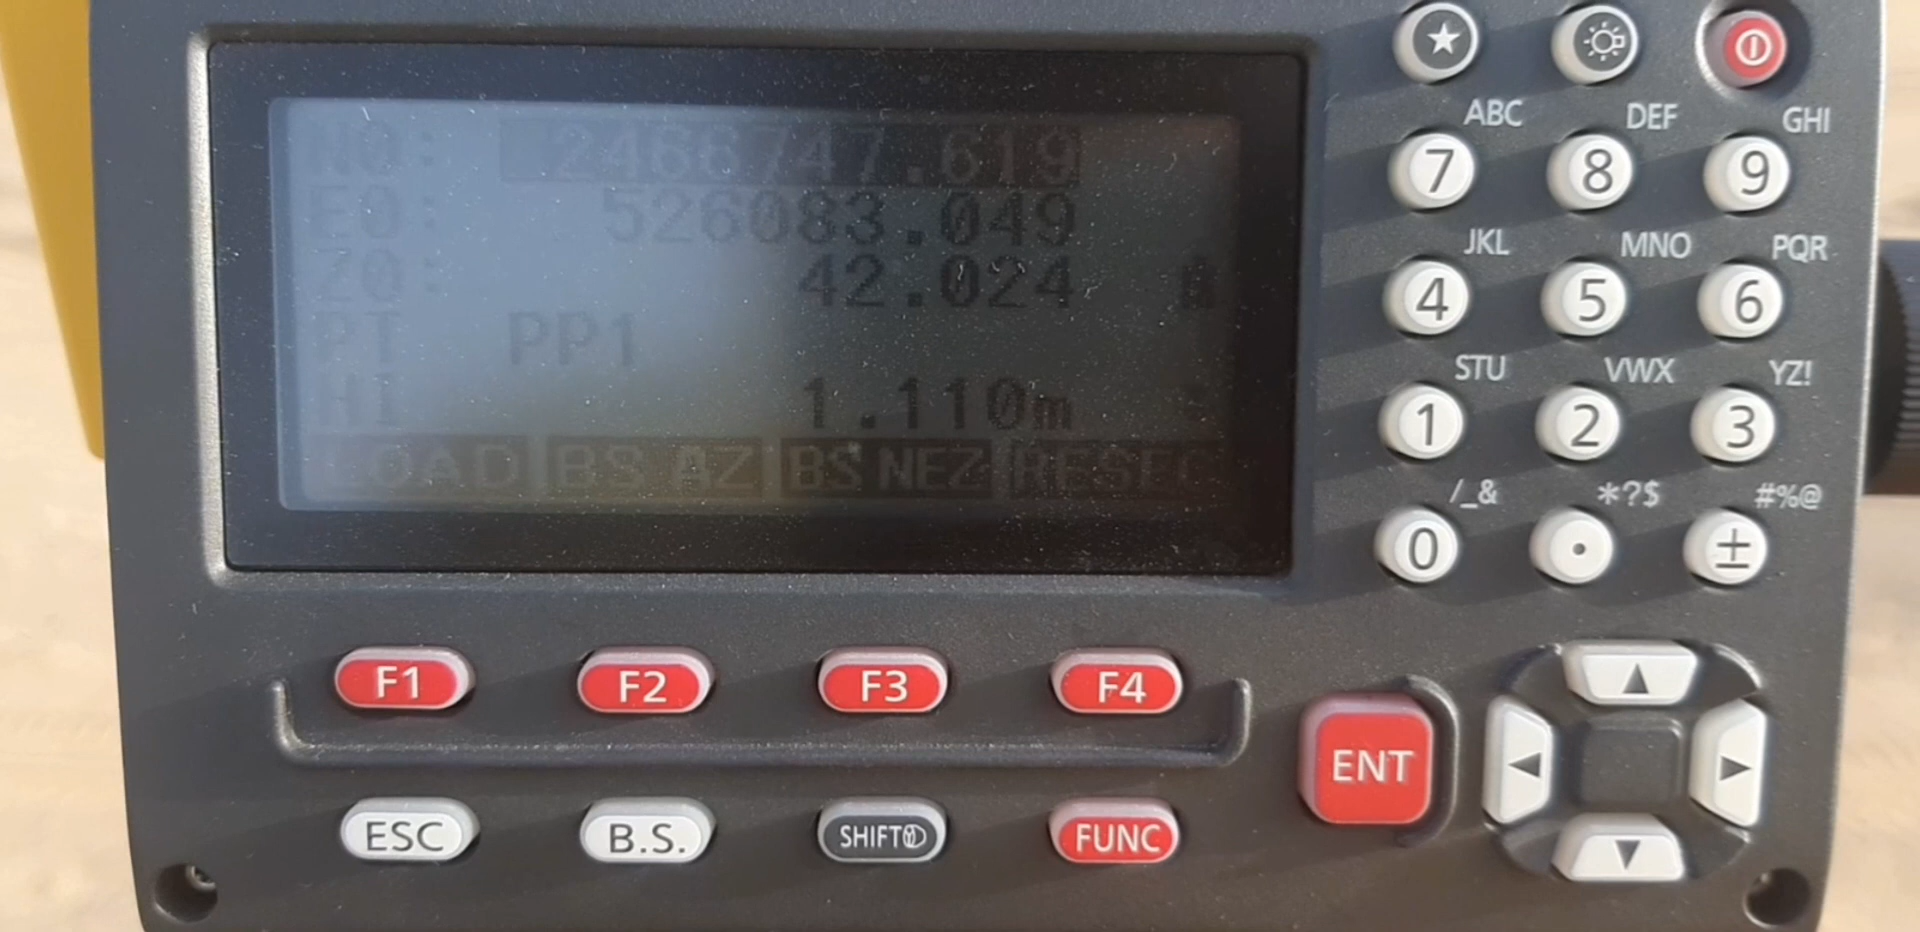 N0: 2466747.619
E0: 526083.049
Z0: 42.024
PT PP1
HI 1.110m
LOAD BS AZ BS NEZ RESEC
ABC DEF GHI
7 8 9
JKL MNO PQR
4 5 6
STU VWX YZ!
1 2 3
/_& *?$ #%@
0 . ±
F1 F2 F3 F4
ENT
ESC B.S. SHIFT FUNC